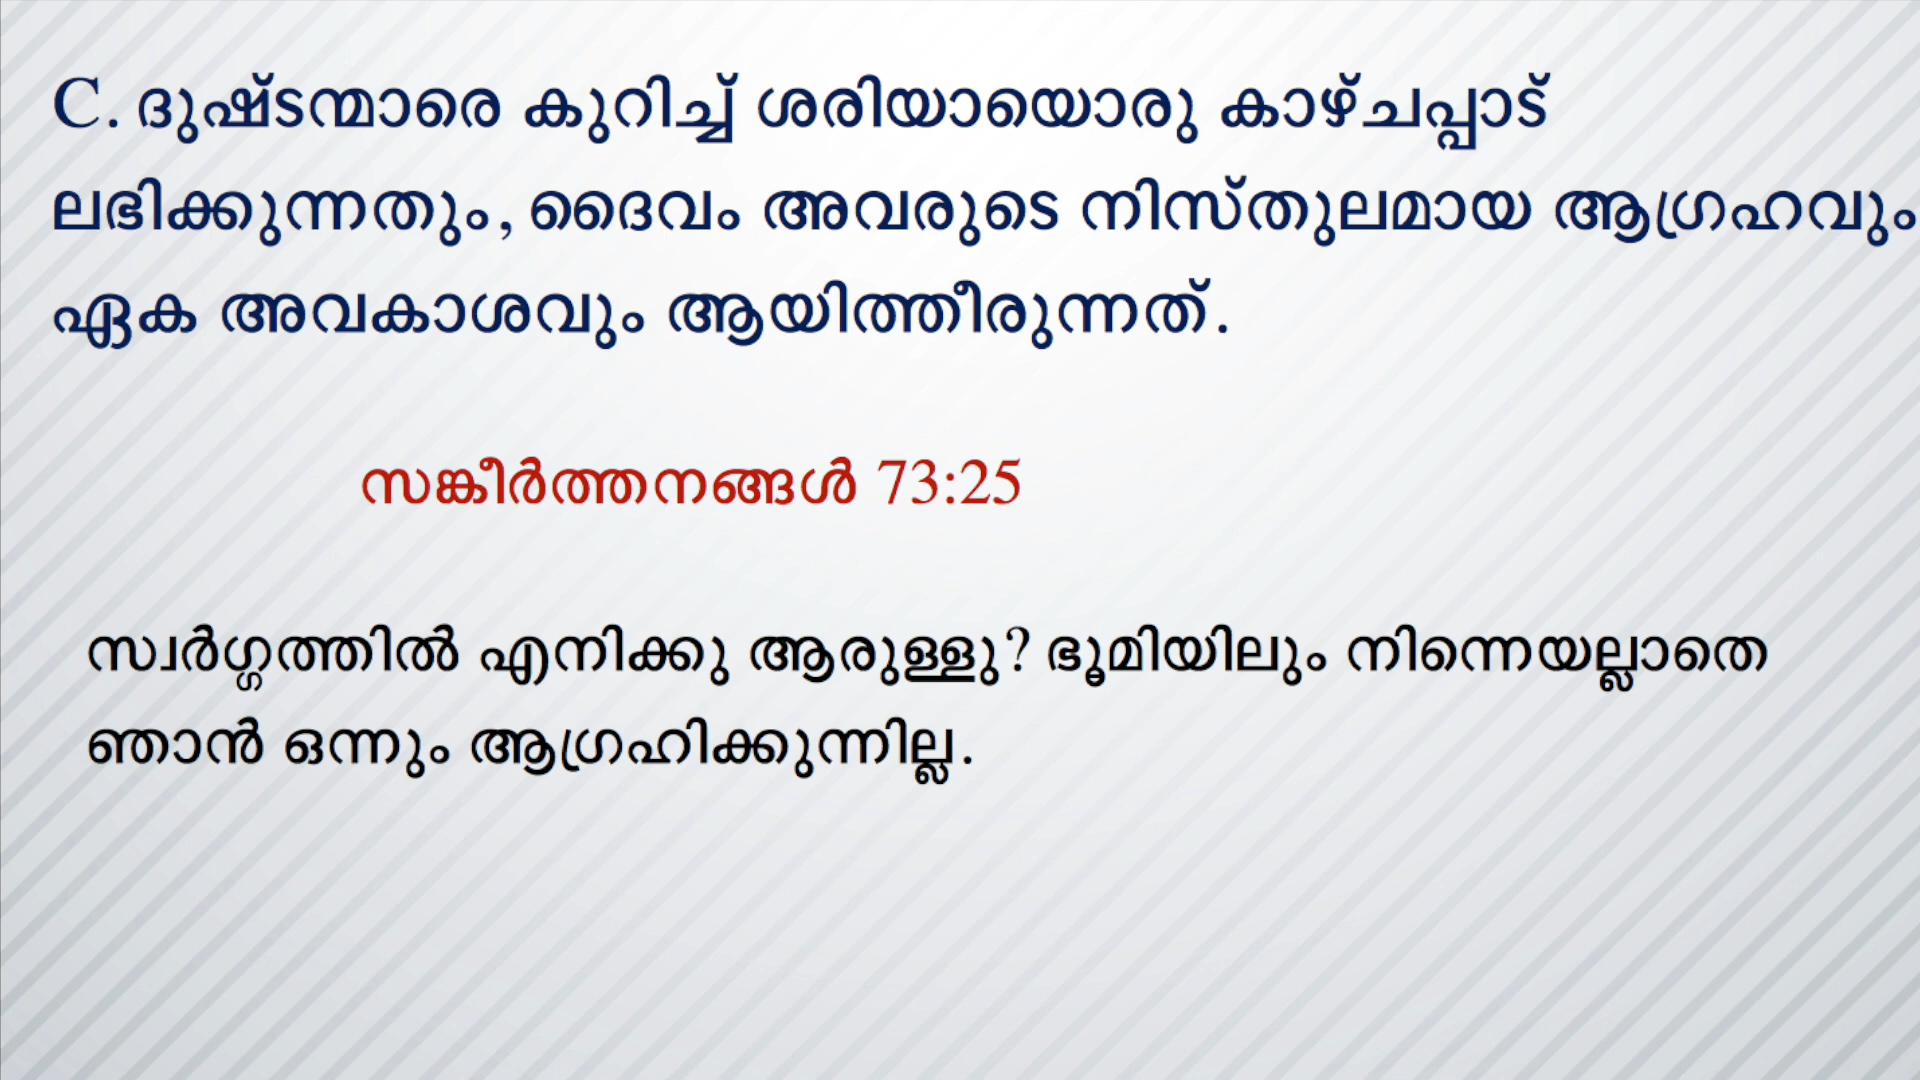 C. ദുഷ്ടന്മാരെ കുറിച്ച് ശരിയായൊരു കാഴ്ചപ്പാട്
ലഭിക്കുന്നതും, ദൈവം അവരുടെ നിസ്തുലമായ ആഗ്രഹവും
ഏക അവകാശവും ആയിത്തീരുന്നത്.
സങ്കീർത്തനങ്ങൾ 73:25
സ്വർഗ്ഗത്തിൽ എനിക്കു ആരുള്ളു? ഭൂമിയിലും നിന്നെയല്ലാതെ
ഞാൻ ഒന്നും ആഗ്രഹിക്കുന്നില്ല.